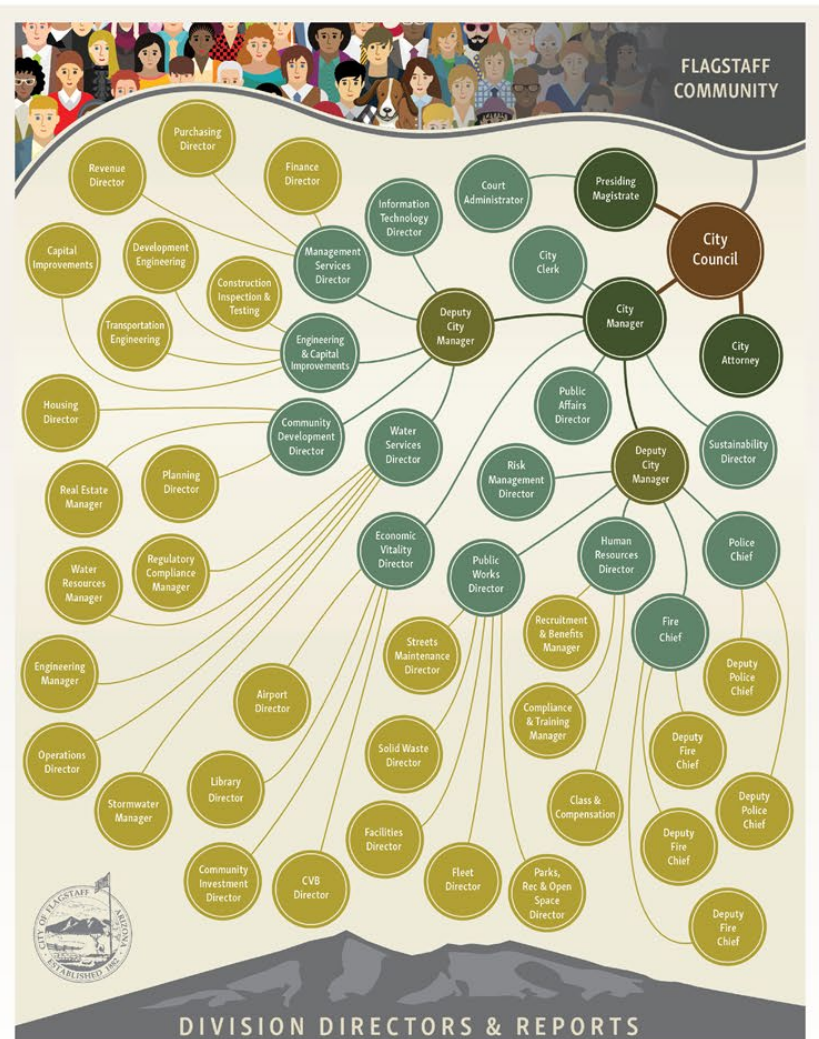 FLAGSTAFF
COMMUNITY
Purchasing
Director
Revenue
Director
Finance
Director
Court
Administrator
Presiding
Magistrate
Information
Technology
Director
City
Council
Capital
Improvements
Development
Engineering
Management
Services
Director
City
Clerk
Construction
Inspection &
Testing
Deputy
City
Manager
City
Manager
Transportation
Engineering
Engineering
& Capital
Improvements
City
Attorney
Housing
Director
Community
Development
Director
Water
Services
Director
Public
Affairs
Director
Sustainability
Director
Deputy
City
Manager
Risk
Management
Director
Real Estate
Manager
Planning
Director
Economic
Vitality
Director
Public
Works
Director
Human
Resources
Director
Police
Chief
Water
Resources
Manager
Regulatory
Compliance
Manager
Streets
Maintenance
Director
Recruitment
& Benefits
Manager
Fire
Chief
Engineering
Manager
Airport
Director
Deputy
Police
Chief
Compliance
& Training
Manager
Operations
Director
Solid Waste
Director
Deputy
Fire
Chief
Library
Director
Stormwater
Manager
Class &
Compensation
Deputy
Police
Chief
Facilities
Director
Deputy
Fire
Chief
Community
Investment
Director
CVB
Director
Fleet
Director
Parks,
Rec & Open
Space
Director
Deputy
Fire
Chief
CITY OF FLAGSTAFF
ARIZONA
ESTABLISHED 1882
DIVISION DIRECTORS & REPORTS